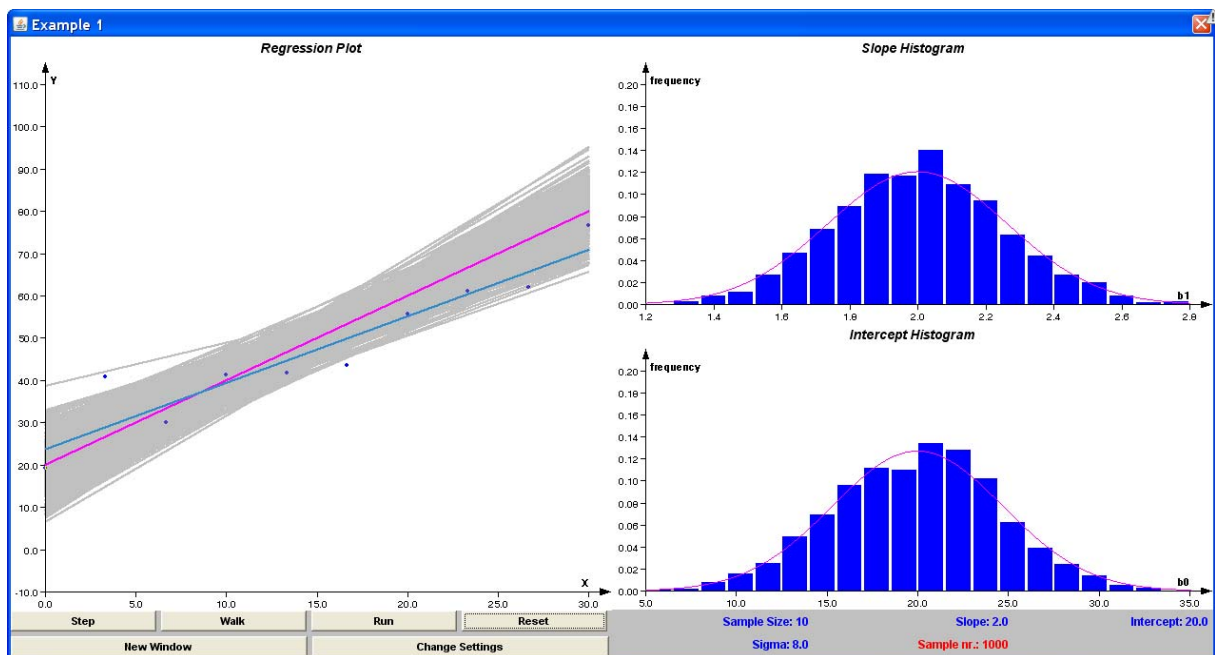 Example 1
Regression Plot
Y
110.0
100.0
90.0
80.0
70.0
60.0
50.0
40.0
30.0
20.0
10.0
0.0
-10.0
X
0.0 5.0 10.0 15.0 20.0 25.0 30.0
Slope Histogram
frequency
0.20
0.18
0.16
0.14
0.12
0.10
0.08
0.06
0.04
0.02
0.00
b1
1.2 1.4 1.6 1.8 2.0 2.2 2.4 2.6 2.8
Intercept Histogram
frequency
0.20
0.18
0.16
0.14
0.12
0.10
0.08
0.06
0.04
0.02
0.00
b0
5.0 10.0 15.0 20.0 25.0 30.0 35.0
Step Walk Run Reset
New Window Change Settings
Sample Size: 10 Slope: 2.0 Intercept: 20.0
Sigma: 8.0 Sample nr.: 1000